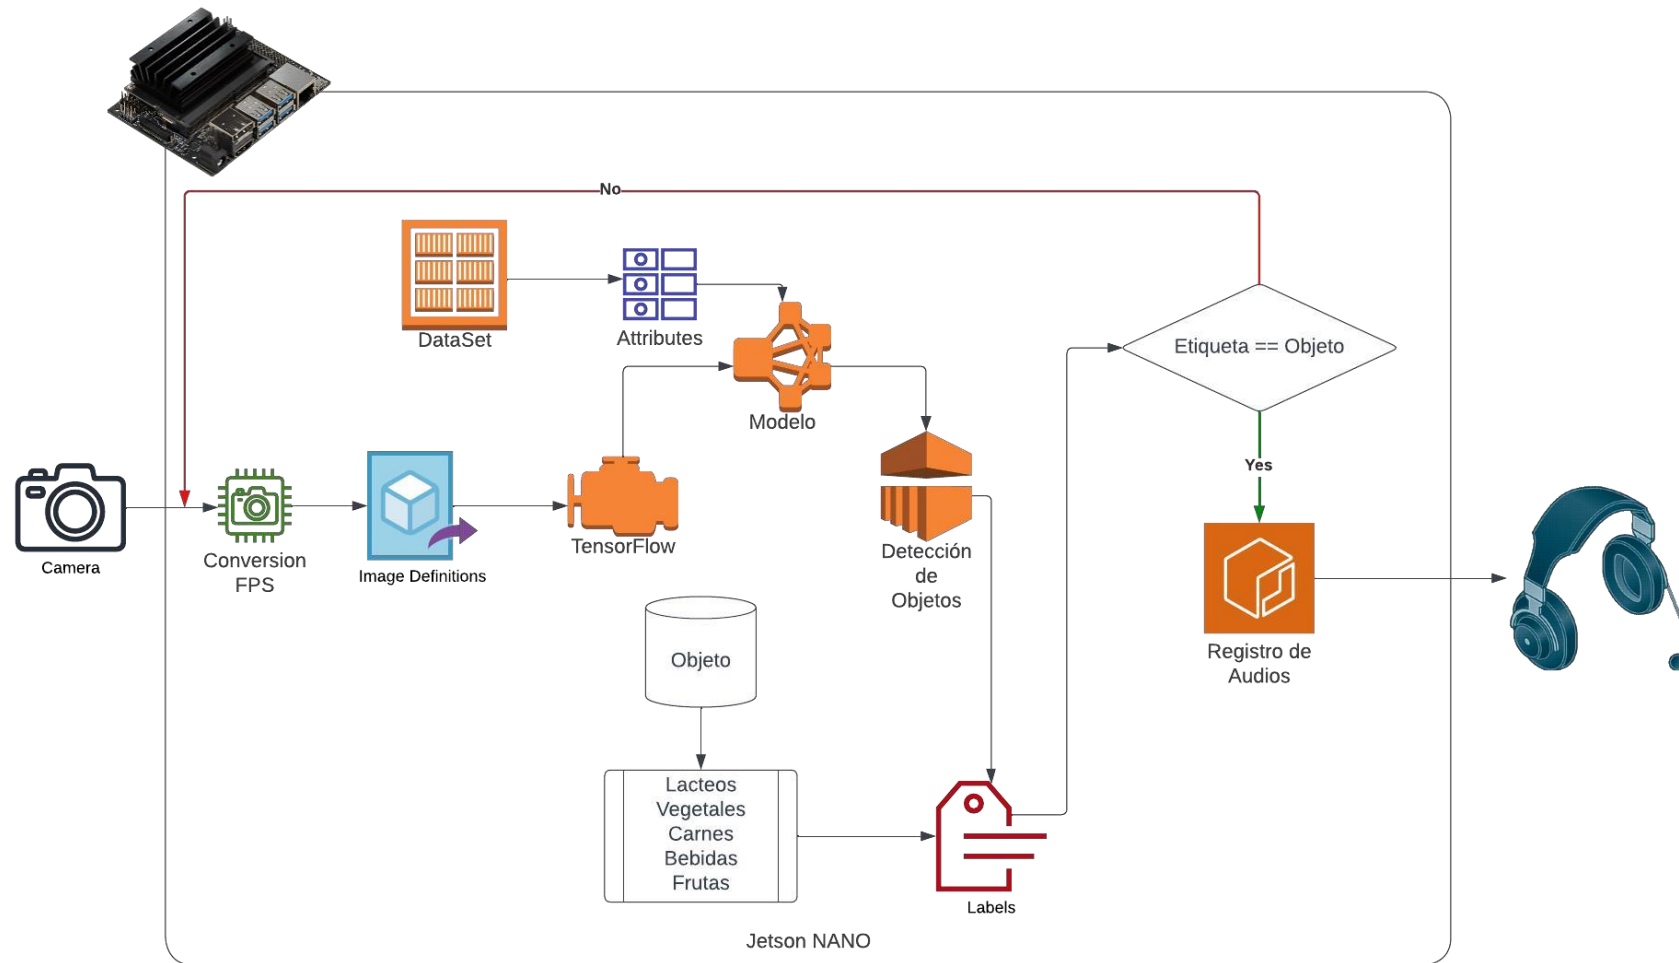 No
DataSet
Attributes
Modelo
Etiqueta == Objeto
Yes
Camera
Conversion
FPS
Image Definitions
TensorFlow
Detección
de
Objetos
Objeto
Lacteos
Vegetales
Carnes
Bebidas
Frutas
Labels
Registro de
Audios
Jetson NANO